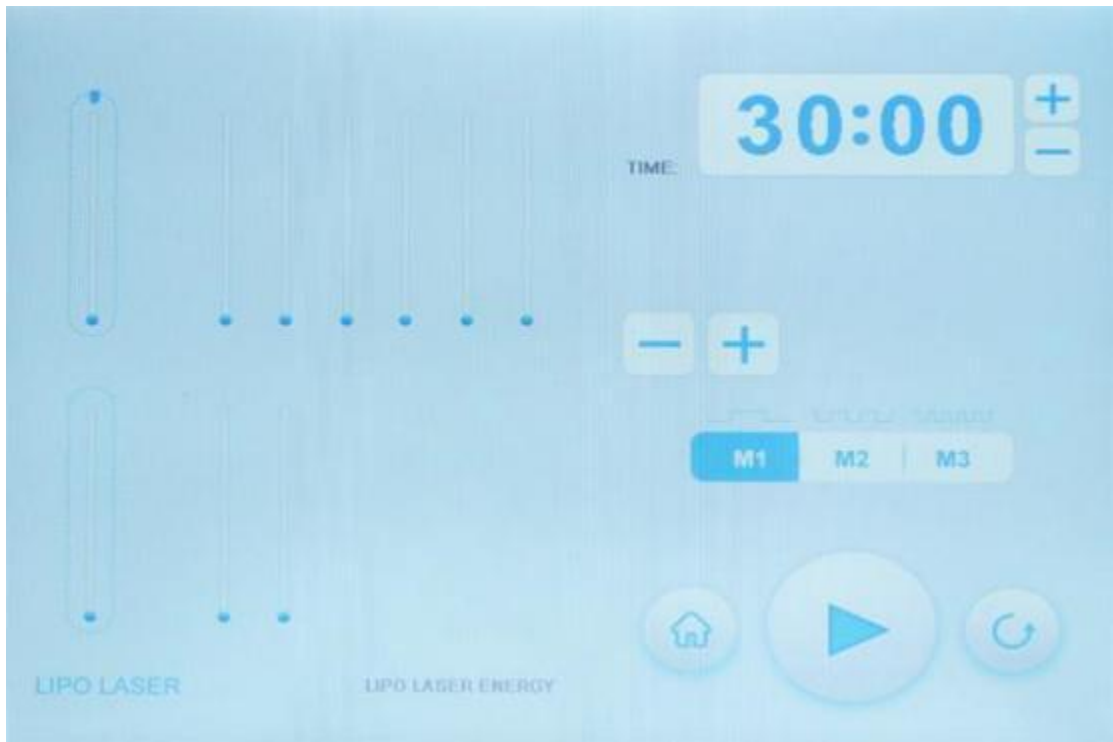 30:00
TIME:
M1 M2 M3
LIPO LASER
LIPO LASER ENERGY